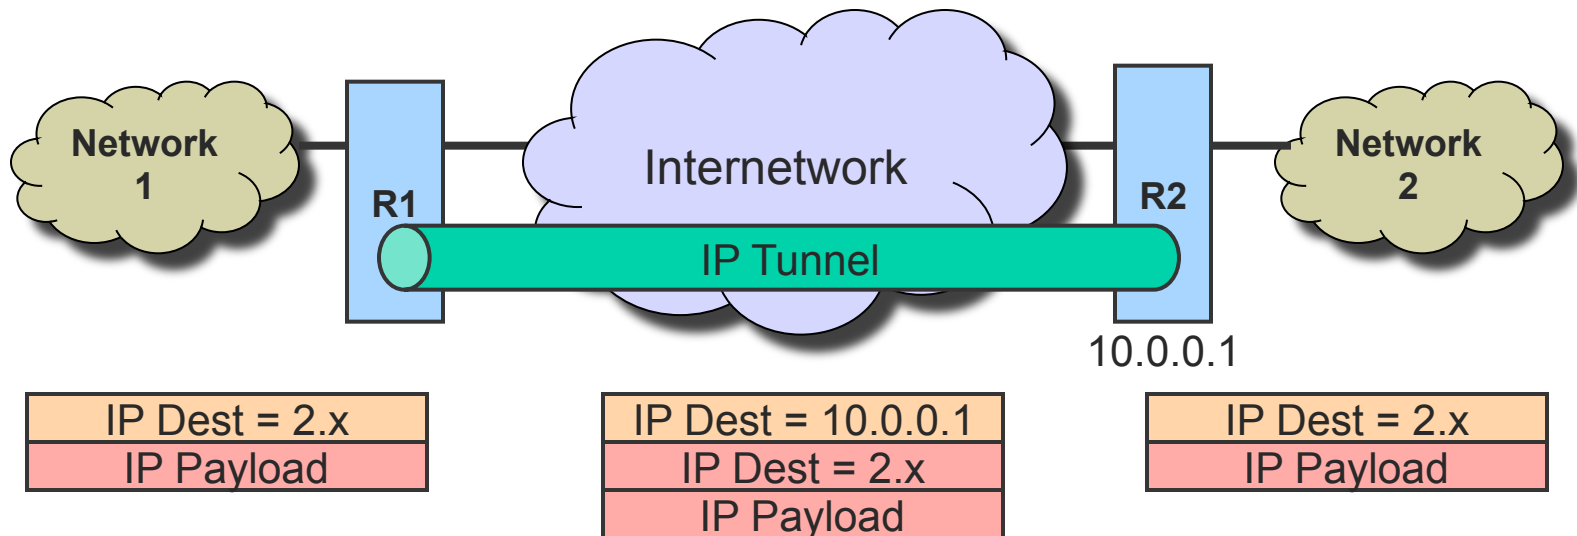 Network
1
R1
Internetwork
IP Tunnel
R2
10.0.0.1
Network
2
IP Dest = 2.x
IP Payload
IP Dest = 10.0.0.1
IP Dest = 2.x
IP Payload
IP Dest = 2.x
IP Payload